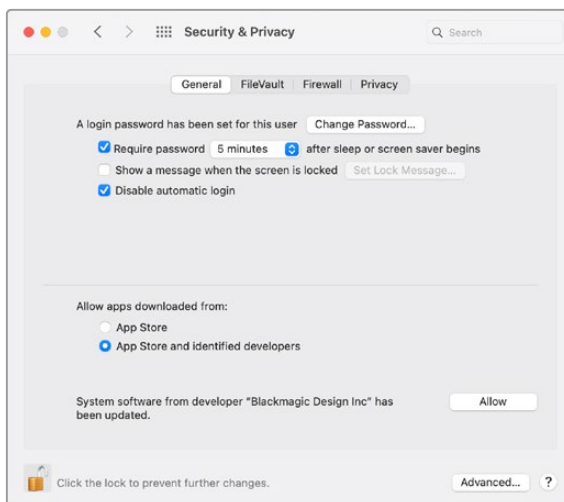 Security & Privacy
Search
General FileVault Firewall Privacy
A login password has been set for this user Change Password...
Require password 5 minutes after sleep or screen saver begins
Show a message when the screen is locked Set Lock Message...
Disable automatic login
Allow apps downloaded from:
App Store
App Store and identified developers
System software from developer “Blackmagic Design Inc” has Allow
been updated.
Click the lock to prevent further changes. Advanced... ?